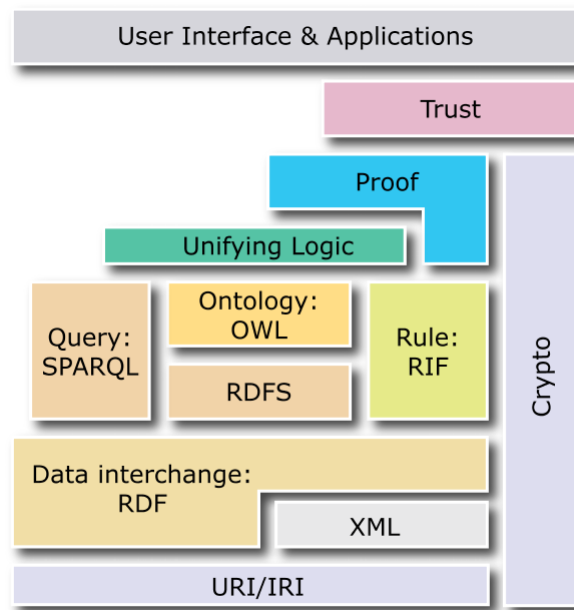 User Interface & Applications
Trust
Proof
Unifying Logic
Query:
SPARQL
Ontology:
OWL
RDFS
Rule:
RIF
Crypto
Data interchange:
RDF
XML
URI/IRI